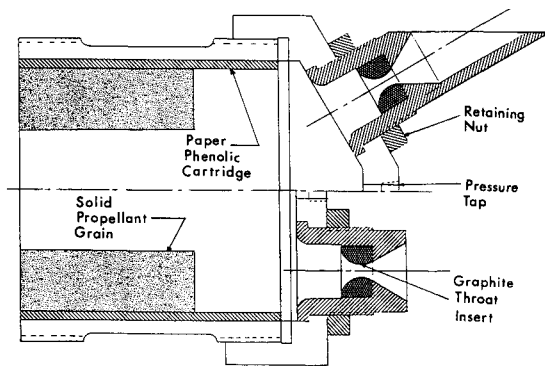 Paper
Phenolic
Cartridge
Retaining
Nut
Solid
Propellant
Grain
Pressure
Tap
Graphite
Throat
Insert